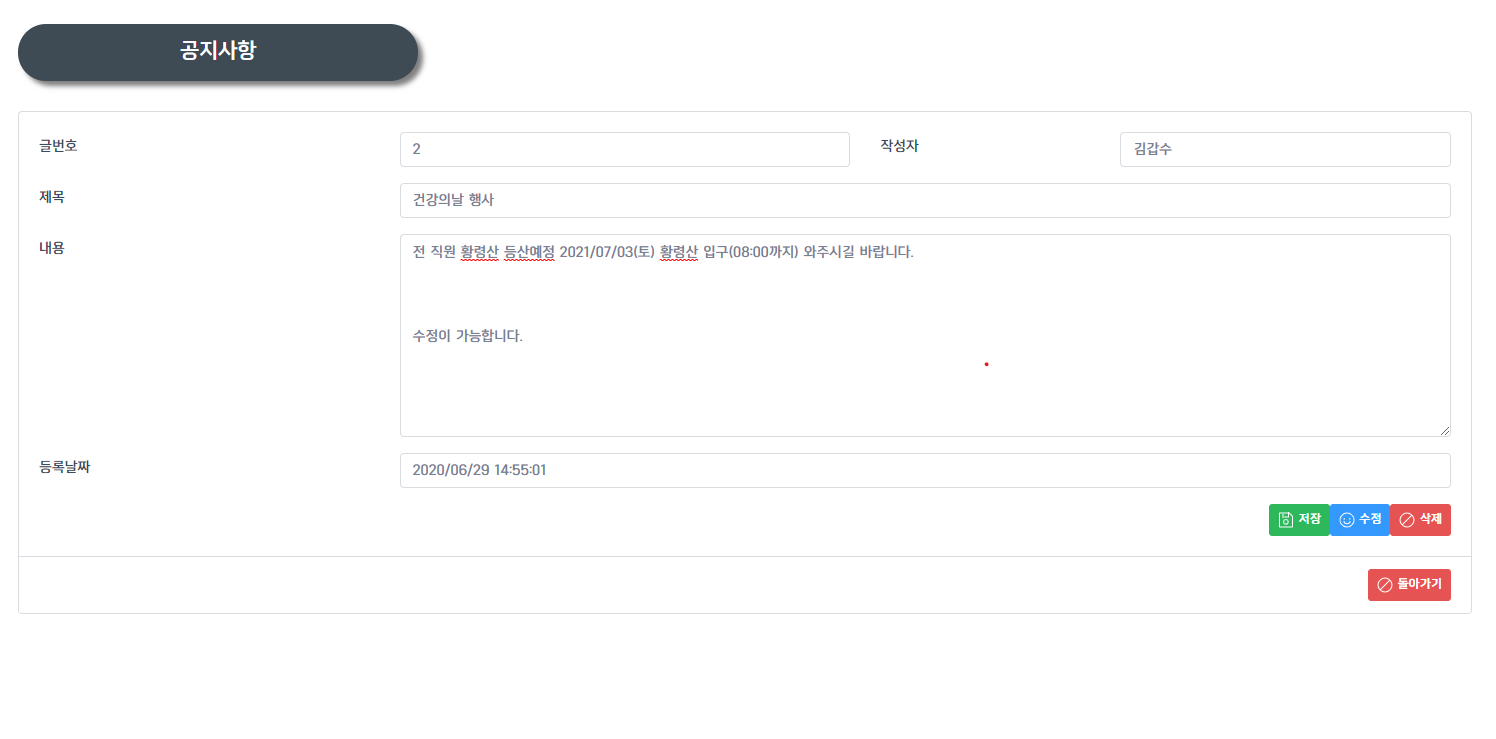 공지사항
글번호 2 작성자 김갑수
제목 건강의날 행사
내용 전 직원 황령산 등산예정 2021/07/03(토) 황령산 입구(08:00까지) 와주시길 바랍니다.
수정이 가능합니다.
등록날짜 2020/06/29 14:55:01
저장 수정 삭제
돌아가기